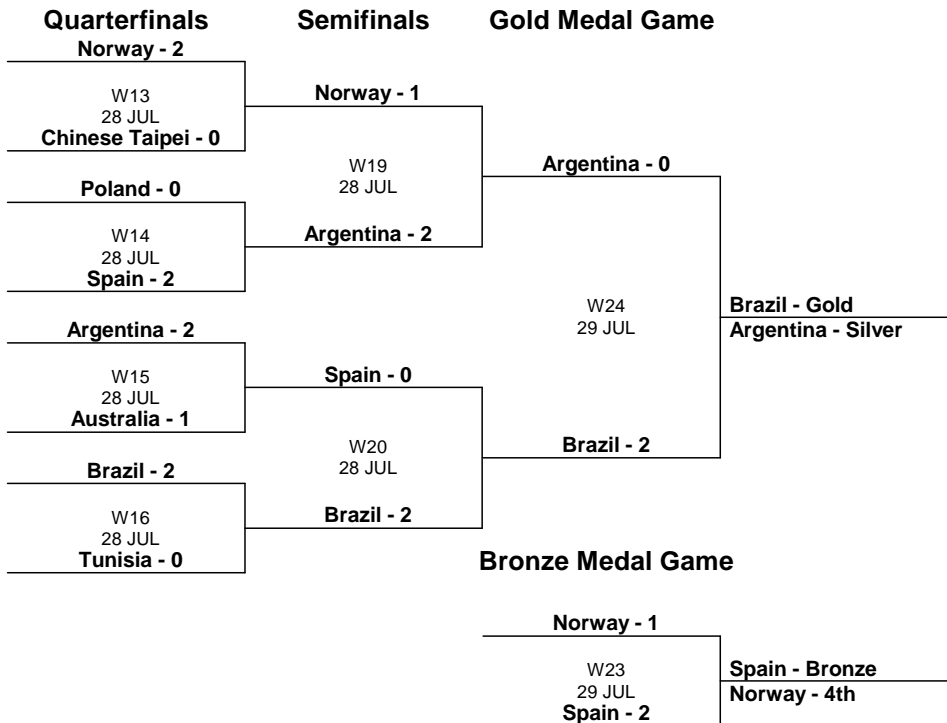 Quarterfinals
Semifinals
Gold Medal Game
Norway - 2
W13
28 JUL
Chinese Taipei - 0
Poland - 0
W14
28 JUL
Spain - 2
Argentina - 2
W15
28 JUL
Australia - 1
Brazil - 2
W16
28 JUL
Tunisia - 0
Norway - 1
W19
28 JUL
Argentina - 2
Spain - 0
W20
28 JUL
Brazil - 2
Argentina - 0
W24
29 JUL
Brazil - 2
Brazil - Gold
Argentina - Silver
Bronze Medal Game
Norway - 1
W23
29 JUL
Spain - 2
Spain - Bronze
Norway - 4th